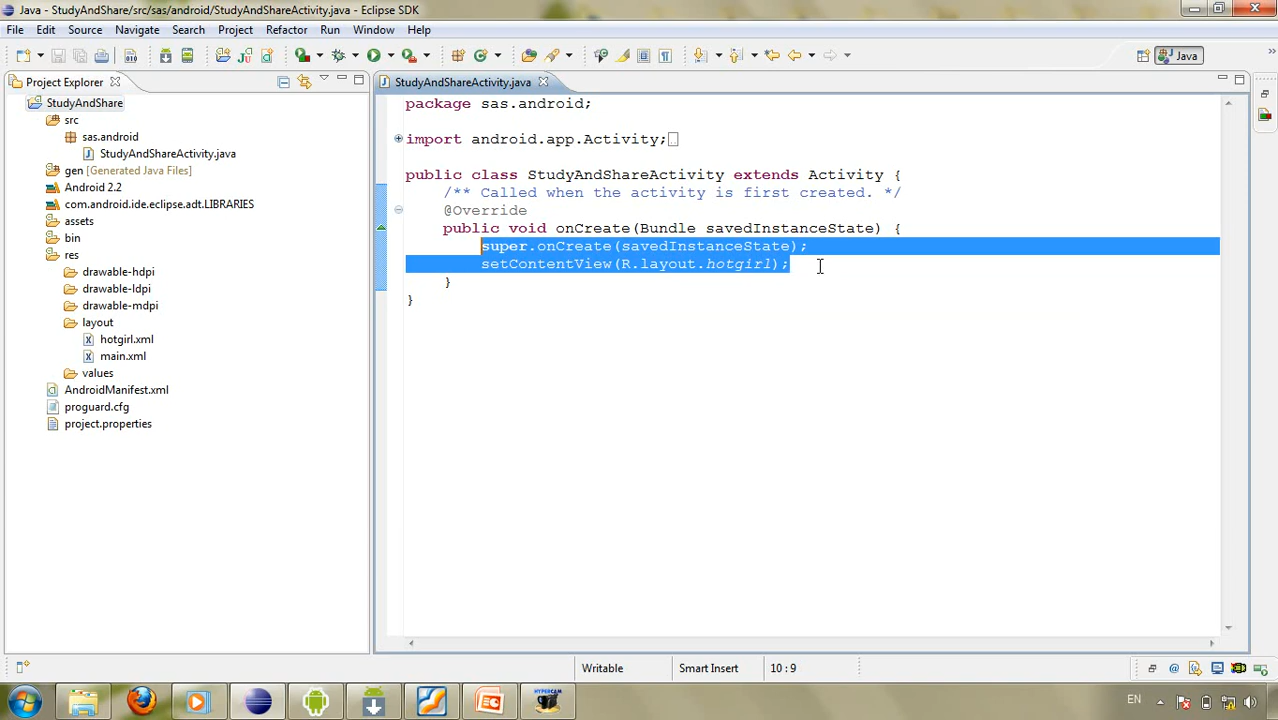 Java - StudyAndShare/src/sas/android/StudyAndShareActivity.java - Eclipse SDK
File Edit Source Navigate Search Project Refactor Run Window Help
Java
Project Explorer
StudyAndShare
src
sas.android
StudyAndShareActivity.java
gen [Generated Java Files]
Android 2.2
com.android.ide.eclipse.adt.LIBRARIES
assets
bin
res
drawable-hdpi
drawable-ldpi
drawable-mdpi
layout
hotgirl.xml
main.xml
values
AndroidManifest.xml
proguard.cfg
project.properties
StudyAndShareActivity.java
package sas.android;
import android.app.Activity;
public class StudyAndShareActivity extends Activity {
/** Called when the activity is first created. */
@Override
public void onCreate(Bundle savedInstanceState) {
super.onCreate(savedInstanceState);
setContentView(R.layout.hotgirl);
}
}
Writable Smart Insert 10 : 9
HYPERCAM
EN